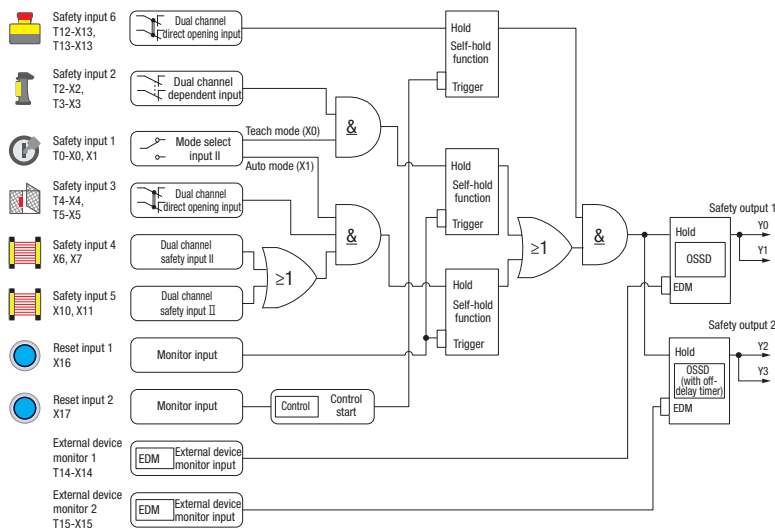 Safety input 6
T12-X13,
T13-X13
Dual channel
direct opening input
Hold
Self-hold
function
Trigger
Safety input 2
T2-X2,
T3-X3
Dual channel
dependent input
&
Safety input 1
T0-X0, X1
Mode select
input II
Teach mode (X0)
Auto mode (X1)
Hold
Self-hold
function
Trigger
Safety input 3
T4-X4,
T5-X5
Dual channel
direct opening input
&
≥1
&
Safety output 1
Hold
OSSD
EDM
Y0
Y1
Safety input 4
X6, X7
Dual channel
safety input II
≥1
Safety input 5
X10, X11
Dual channel
safety input II
Hold
Self-hold
function
Trigger
Reset input 1
X16
Monitor input
Safety output 2
Hold
OSSD
(with off-
delay timer)
EDM
Y2
Y3
Reset input 2
X17
Monitor input
Control
Control
start
External device
monitor 1
T14-X14
EDM
External device
monitor input
External device
monitor 2
T15-X15
EDM
External device
monitor input